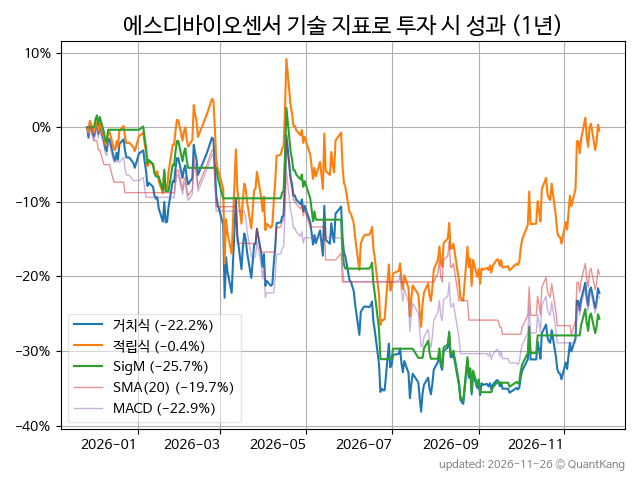 에스디바이오센서 기술 지표로 투자 시 성과 (1년)
10%
0%
−10%
−20%
−30%
−40%
거치식 (−22.2%)
적립식 (−0.4%)
SigM (−25.7%)
SMA(20) (−19.7%)
MACD (−22.9%)
2026−01
2026−03
2026−05
2026−07
2026−09
2026−11
updated: 2026-11-26 © QuantKang